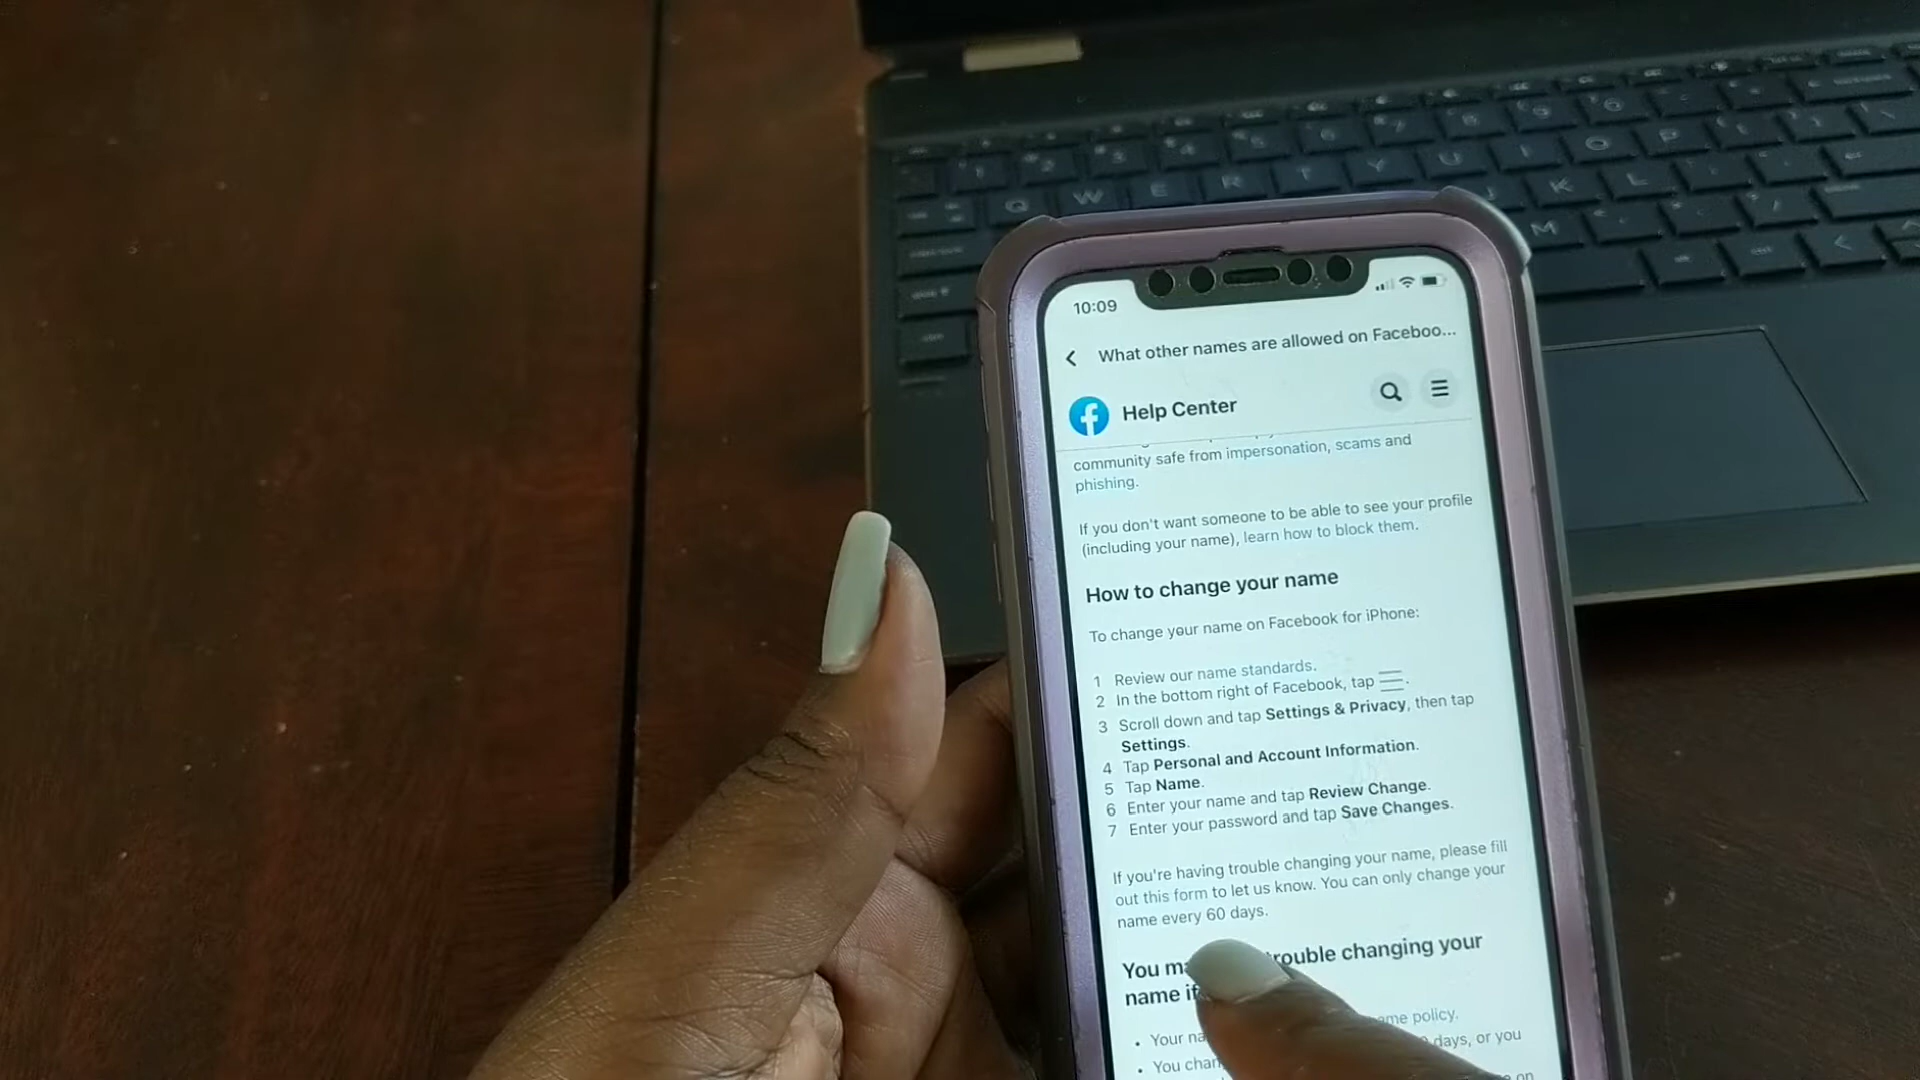 10:09
What other names are allowed on Faceboo...
Help Center
community safe from impersonation, scams and
phishing.
If you don't want someone to be able to see your profile
(including your name), learn how to block them.
How to change your name
To change your name on Facebook for iPhone:
1 Review our name standards.
2 In the bottom right of Facebook, tap
3 Scroll down and tap Settings & Privacy, then tap
Settings.
4 Tap Personal and Account Information.
5 Tap Name.
6 Enter your name and tap Review Change.
7 Enter your password and tap Save Changes.
If you're having trouble changing your name, please fill
out this form to let us know. You can only change your
name every 60 days.
You trouble changing your
name if
• Your policy.
• You days, or you
on
Q W E R T Y U I O P
J K L
M